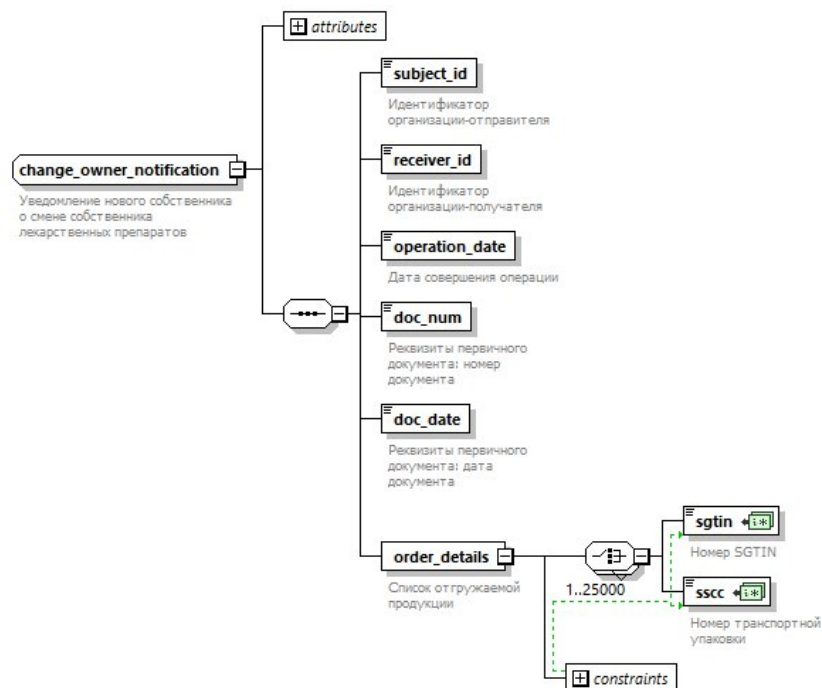 attributes
subject_id
Идентификатор
организации-отправителя
receiver_id
Идентификатор
организации-получателя
change_owner_notification
Уведомление нового собственника
о смене собственника
лекарственных препаратов
operation_date
Дата совершения операции
doc_num
Реквизиты первичного
документа: номер
документа
doc_date
Реквизиты первичного
документа: дата
документа
order_details
Список отгружаемой
продукции
1..25000
sgtin
Номер SGTIN
sscc
Номер транспортной
упаковки
constraints